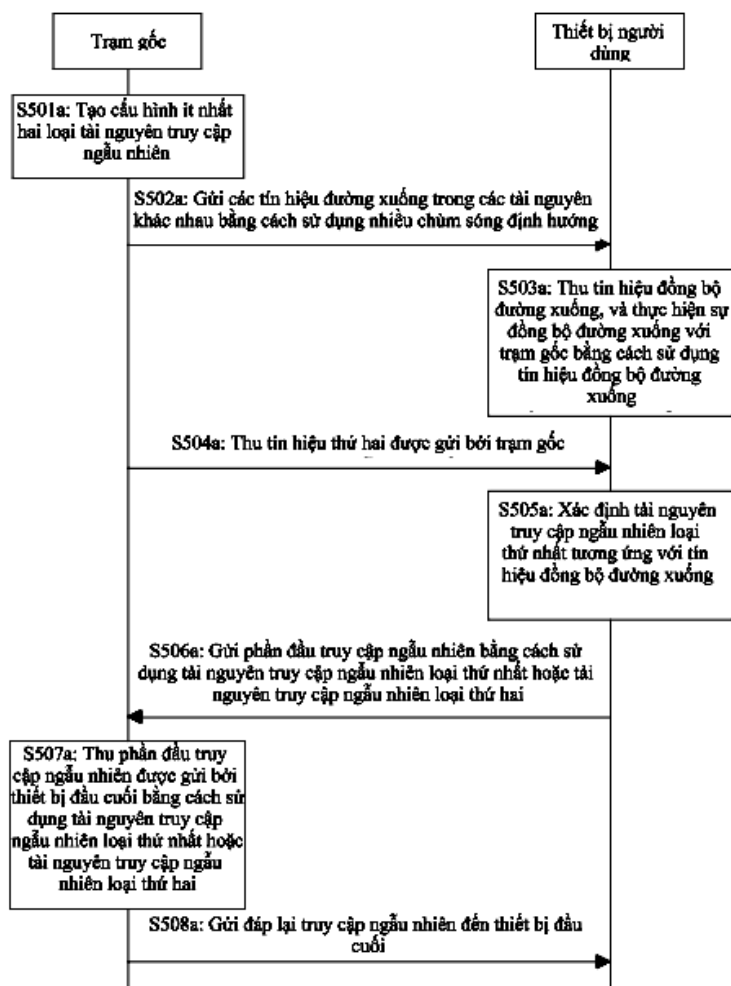 Trạm gốc
Thiết bị người
dùng
S501a: Tạo cấu hình ít nhất
hai loại tài nguyên truy cập
ngẫu nhiên
S502a: Gửi các tín hiệu đường xuống trong các tài nguyên
khác nhau bằng cách sử dụng nhiều chùm sóng định hướng
S503a: Thu tín hiệu đồng bộ
đường xuống, và thực hiện sự
đồng bộ đường xuống với
trạm gốc bằng cách sử dụng
tín hiệu đồng bộ đường
xuống
S504a: Thu tín hiệu thứ hai được gửi bởi trạm gốc
S505a: Xác định tài nguyên
truy cập ngẫu nhiên loại
thứ nhất tương ứng với tín
hiệu đồng bộ đường xuống
S506a: Gửi phần đầu truy cập ngẫu nhiên bằng cách sử
dụng tài nguyên truy cập ngẫu nhiên loại thứ nhất hoặc tài
nguyên truy cập ngẫu nhiên loại thứ hai
S507a: Thu phần đầu truy
cập ngẫu nhiên được gửi bởi
thiết bị đầu cuối bằng cách sử
dụng tài nguyên truy cập
ngẫu nhiên loại thứ nhất hoặc
tài nguyên truy cập ngẫu
nhiên loại thứ hai
S508a: Gửi đáp lại truy cập ngẫu nhiên đến thiết bị đầu
cuối